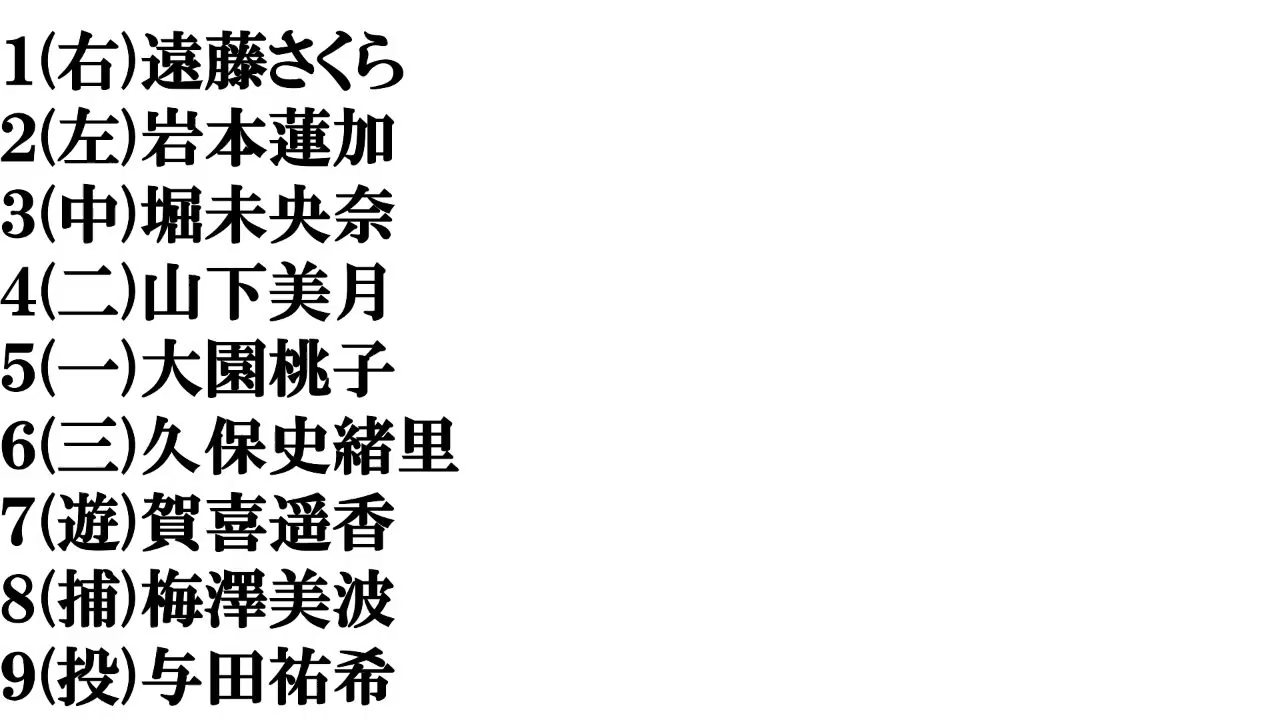 1(右)遠藤さくら
2(左)岩本蓮加
3(中)堀未央奈
4(二)山下美月
5(一)大園桃子
6(三)久保史緒里
7(遊)賀喜遥香
8(捕)梅澤美波
9(投)与田祐希